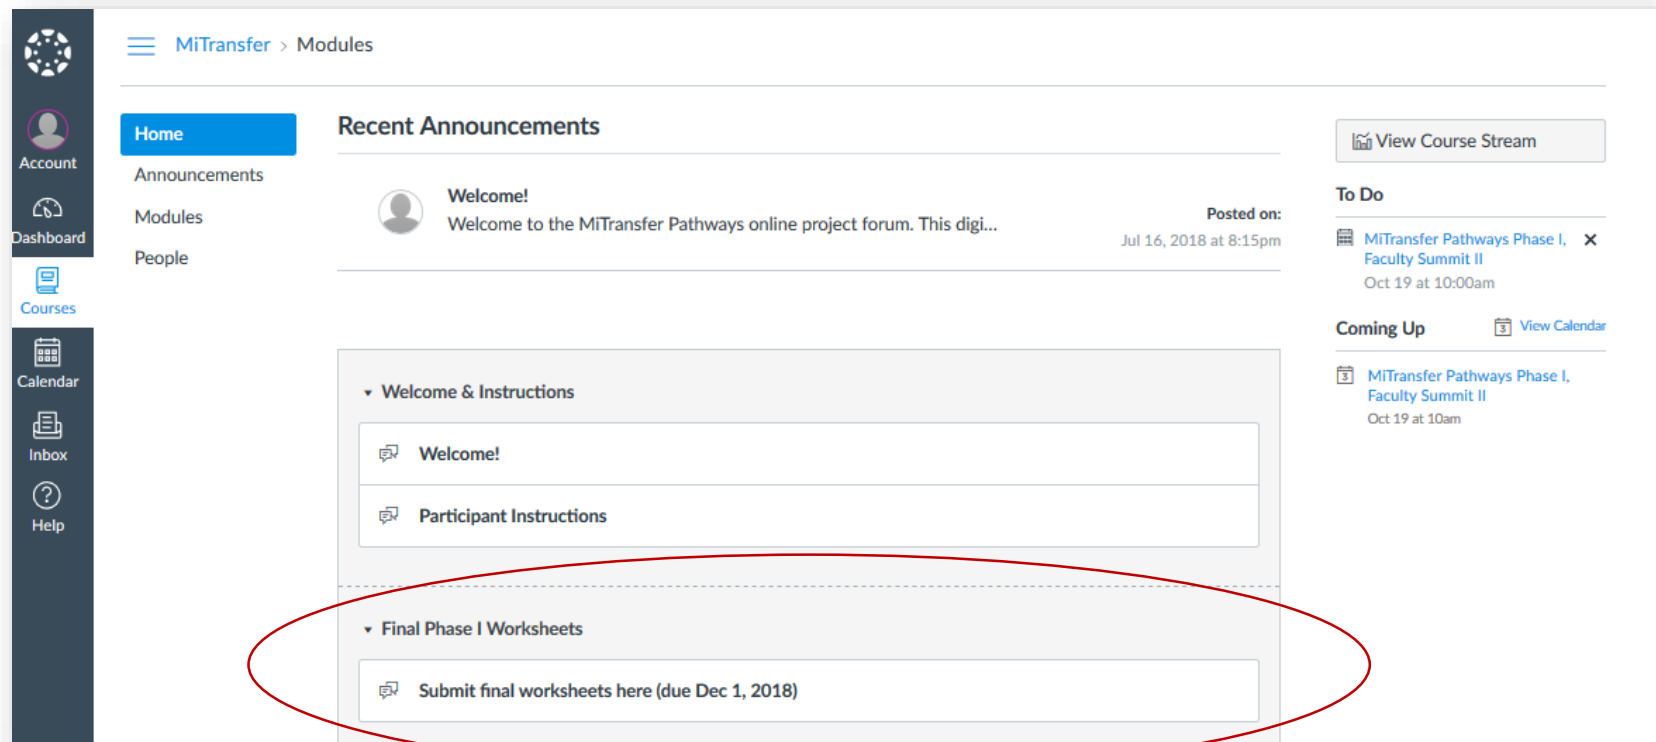 MiTransfer > Modules
Account
Dashboard
Courses
Calendar
Inbox
Help
Home
Announcements
Modules
People
Recent Announcements
Welcome!
Welcome to the MiTransfer Pathways online project forum. This digi...
Posted on:
Jul 16, 2018 at 8:15pm
Welcome & Instructions
Welcome!
Participant Instructions
Final Phase I Worksheets
Submit final worksheets here (due Dec 1, 2018)
View Course Stream
To Do
MiTransfer Pathways Phase I,
Faculty Summit II
Oct 19 at 10:00am
Coming Up
3 View Calendar
3 MiTransfer Pathways Phase I,
Faculty Summit II
Oct 19 at 10am